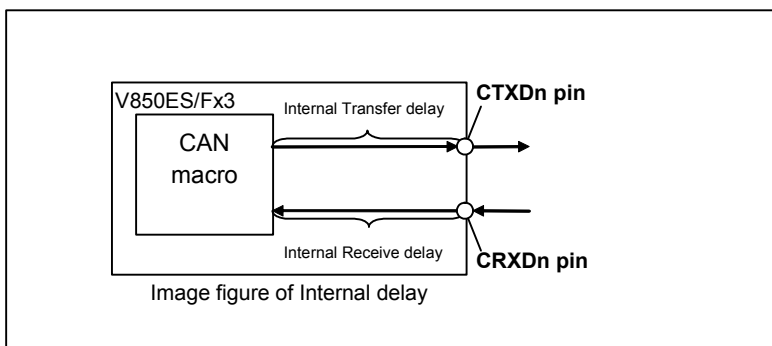 V850ES/Fx3
CAN
macro
Internal Transfer delay
CTXDn pin
Internal Receive delay
CRXDn pin
Image figure of Internal delay